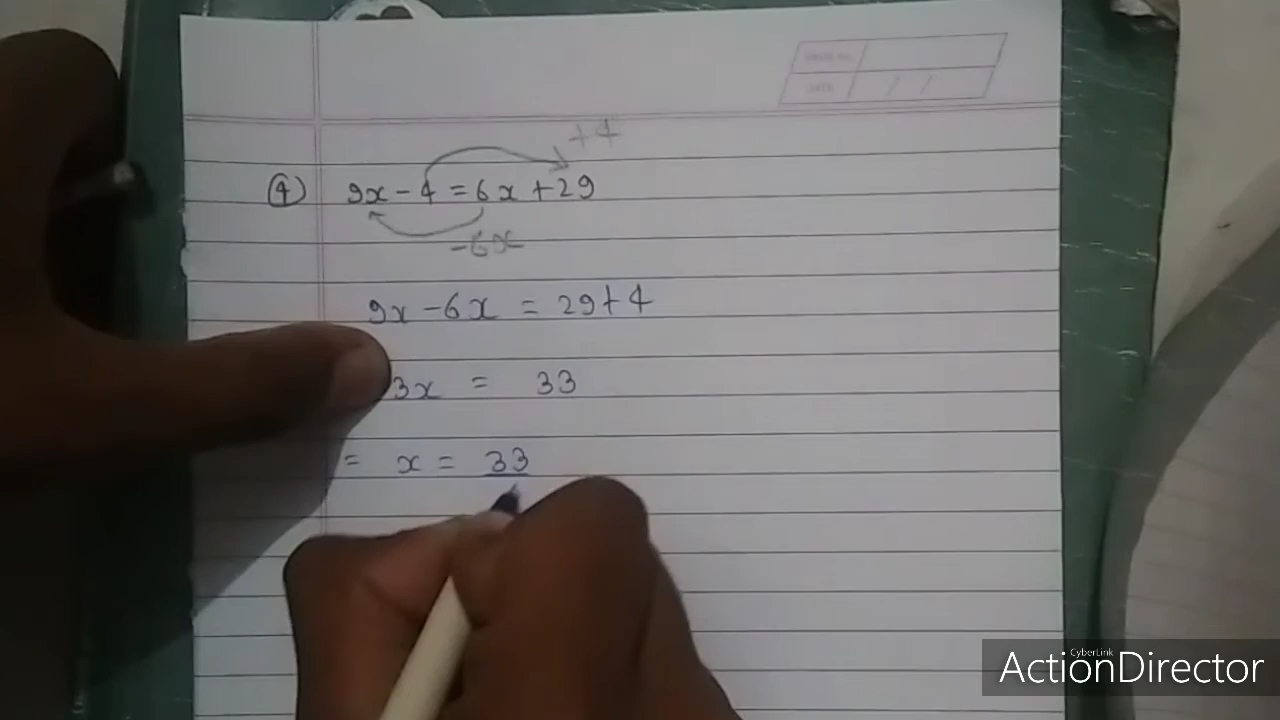 +4
④ 9x - 4 = 6x + 29
-6x
9x - 6x = 29+4
3x = 33
= x = 33
CyberLink
ActionDirector